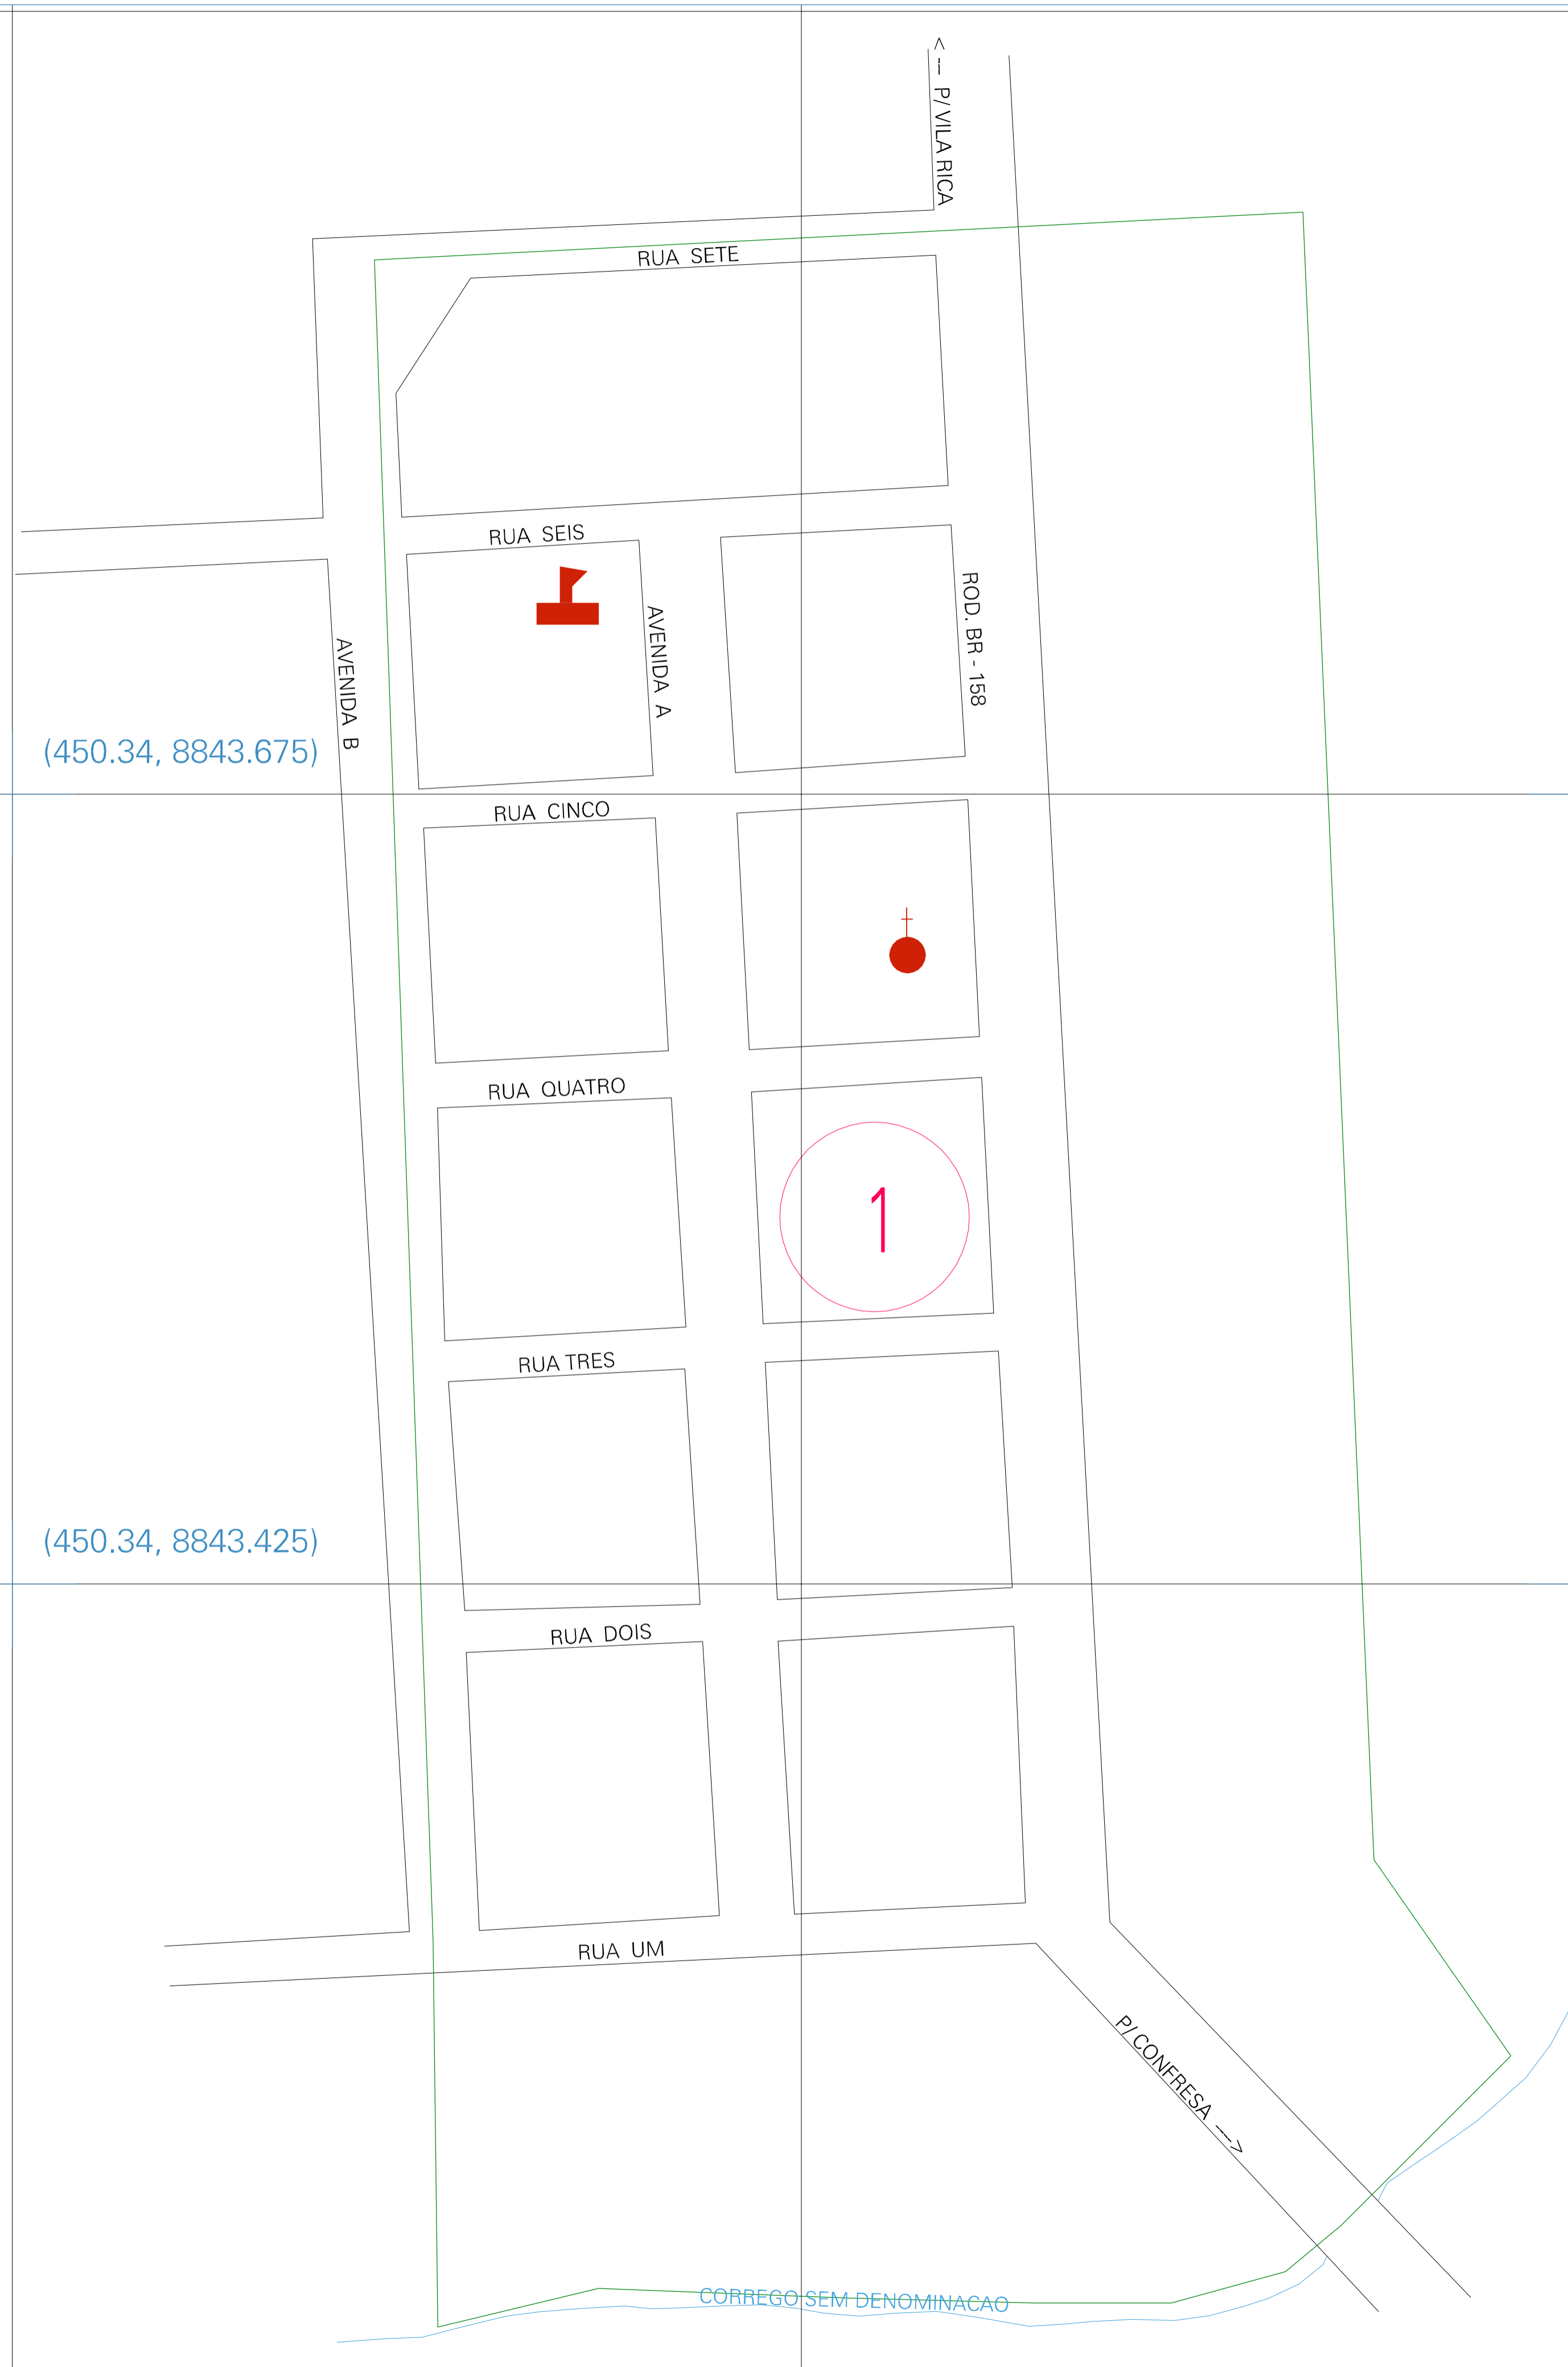 <--- P/ VILA RICA
RUA SETE
RUA SEIS
ROD. BR - 158
AVENIDA A
AVENIDA B
(450.34, 8843.675)
RUA CINCO
RUA QUATRO
1
RUA TRES
(450.34, 8843.425)
RUA DOIS
RUA UM
P/ CONFRESA --->
CORREGO SEM DENOMINACAO